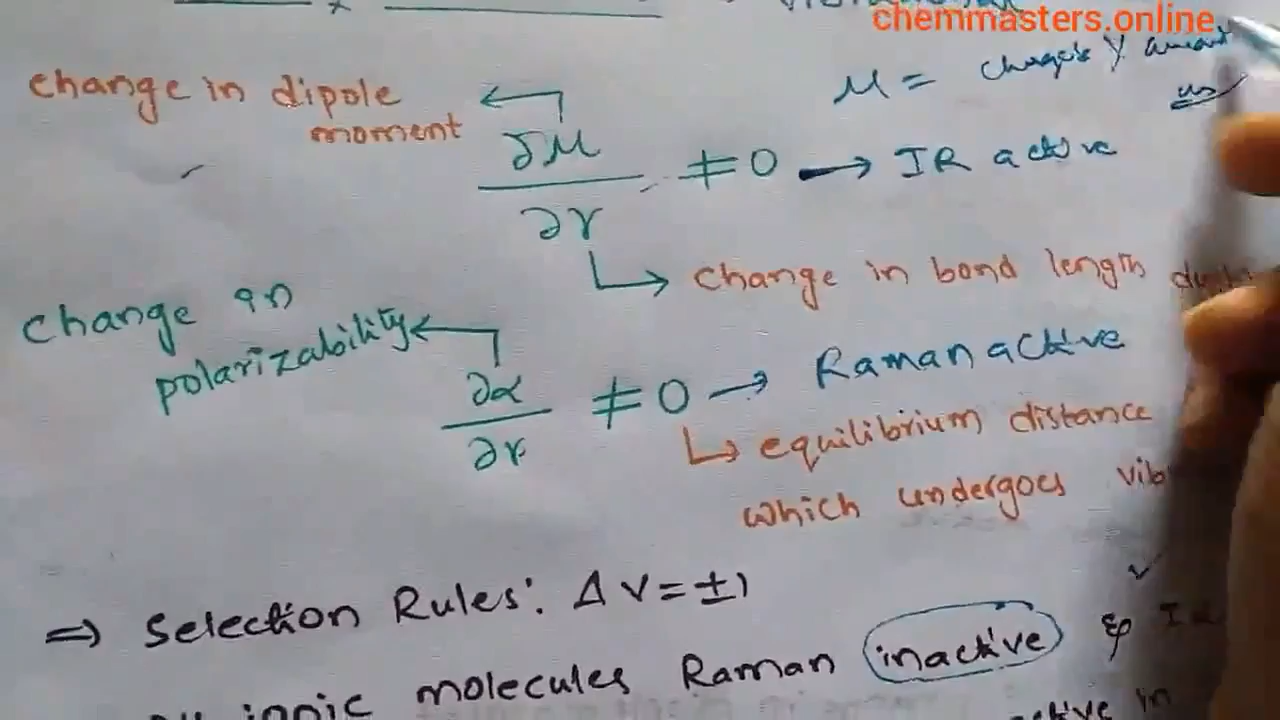 chemmasters.online
change in dipole
moment
∂μ
∂r
≠ 0 → IR active
μ =
change in bond length
change in
polarizability
∂α
∂r
≠ 0 → Raman active
equilibrium distance
which undergoes
⇒ Selection Rules: Δv = ±1
ionic molecules Raman inactive &